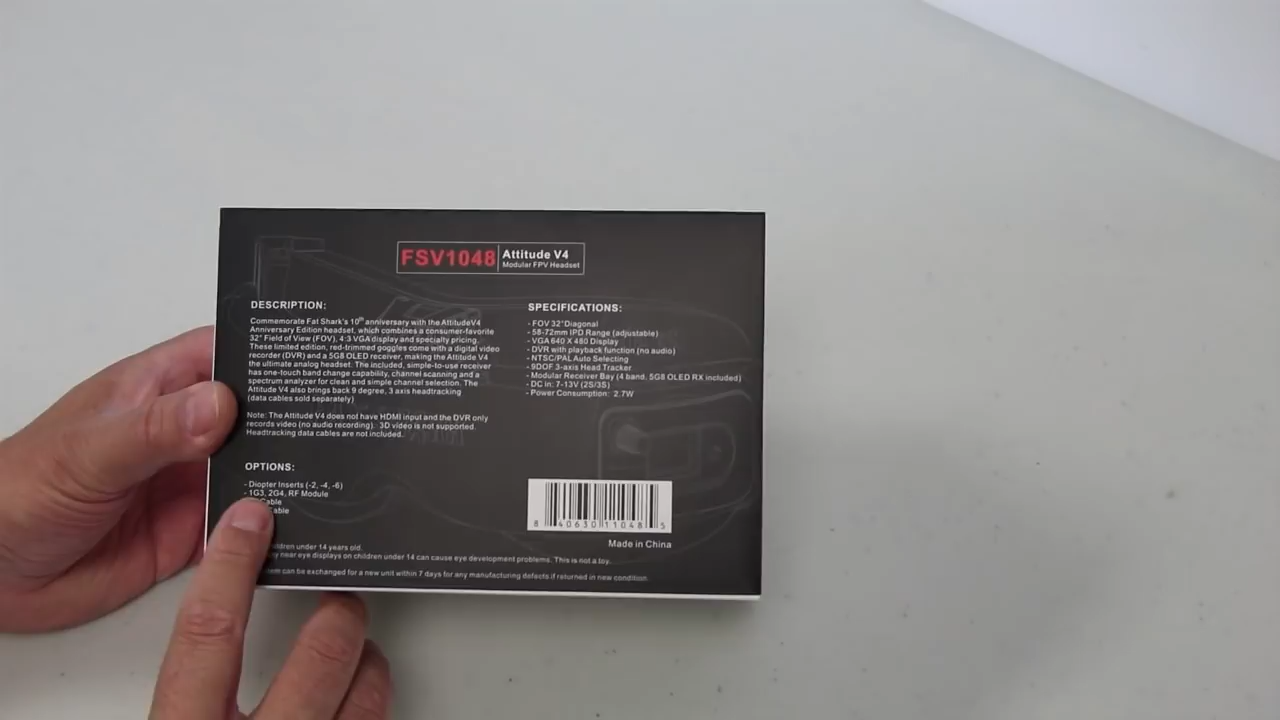 FSV1048
Attitude V4
Modular FPV Headset
DESCRIPTION:
Commemorate Fat Shark's 10th anniversary with the AttitudeV4
Anniversary Edition headset, which combines a consumer-favorite
32° Field of View (FOV), 4:3 VGA display and specialty pricing.
These limited edition, red-trimmed goggles come with a digital video
recorder (DVR) and a 5G8 OLED receiver, making the Attitude V4
the ultimate analog headset. The included, simple-to-use receiver
has one-touch band change capability, channel scanning and a
spectrum analyzer for clean and simple channel selection. The
Attitude V4 also brings back 9 degree, 3 axis headtracking
(data cables sold separately)
Note: The Attitude V4 does not have HDMI input and the DVR only
records video (no audio recording). 3D video is not supported.
Headtracking data cables are not included.
OPTIONS:
- Diopter Inserts (-2, -4, -6)
- 1G3, 2G4, RF Module
Cable
able
SPECIFICATIONS:
- FOV 32° Diagonal
- 58-72mm IPD Range (adjustable)
- VGA 640 X 480 Display
- DVR with playback function (no audio)
- NTSC/PAL Auto Selecting
- 9DOF 3-axis Head Tracker
- Modular Receiver Bay (4 band, 5G8 OLED RX included)
- DC In: 7-13V (2S/3S)
- Power Consumption: 2.7W
8 40630 11048 5
Made in China
ildren under 14 years old.
ny near eye displays on children under 14 can cause eye development problems. This is not a toy.
tem can be exchanged for a new unit within 7 days for any manufacturing defects if returned in new condition.